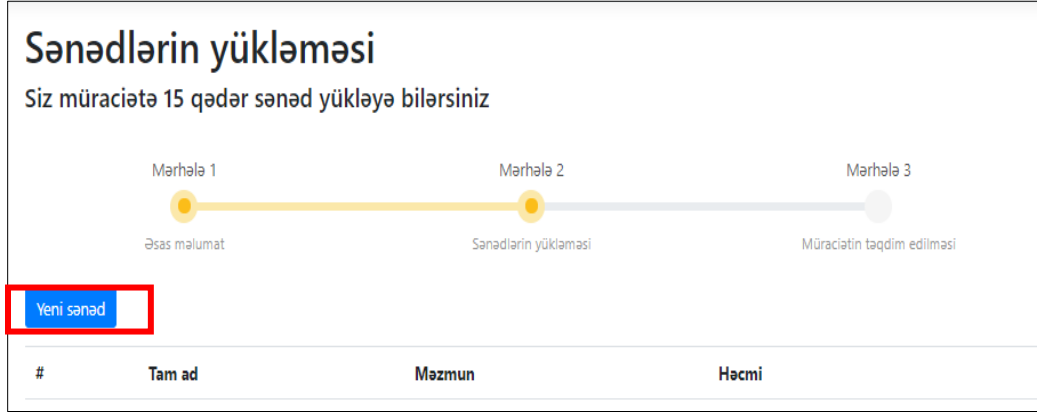 Sənədlərin yükləməsi
Siz müraciətə 15 qədər sənəd yükləyə bilərsiniz
Mərhələ 1 Mərhələ 2 Mərhələ 3
Əsas məlumat Sənədlərin yükləməsi Müraciətin təqdim edilməsi
Yeni sənəd
# Tam ad Məzmun Həcmi